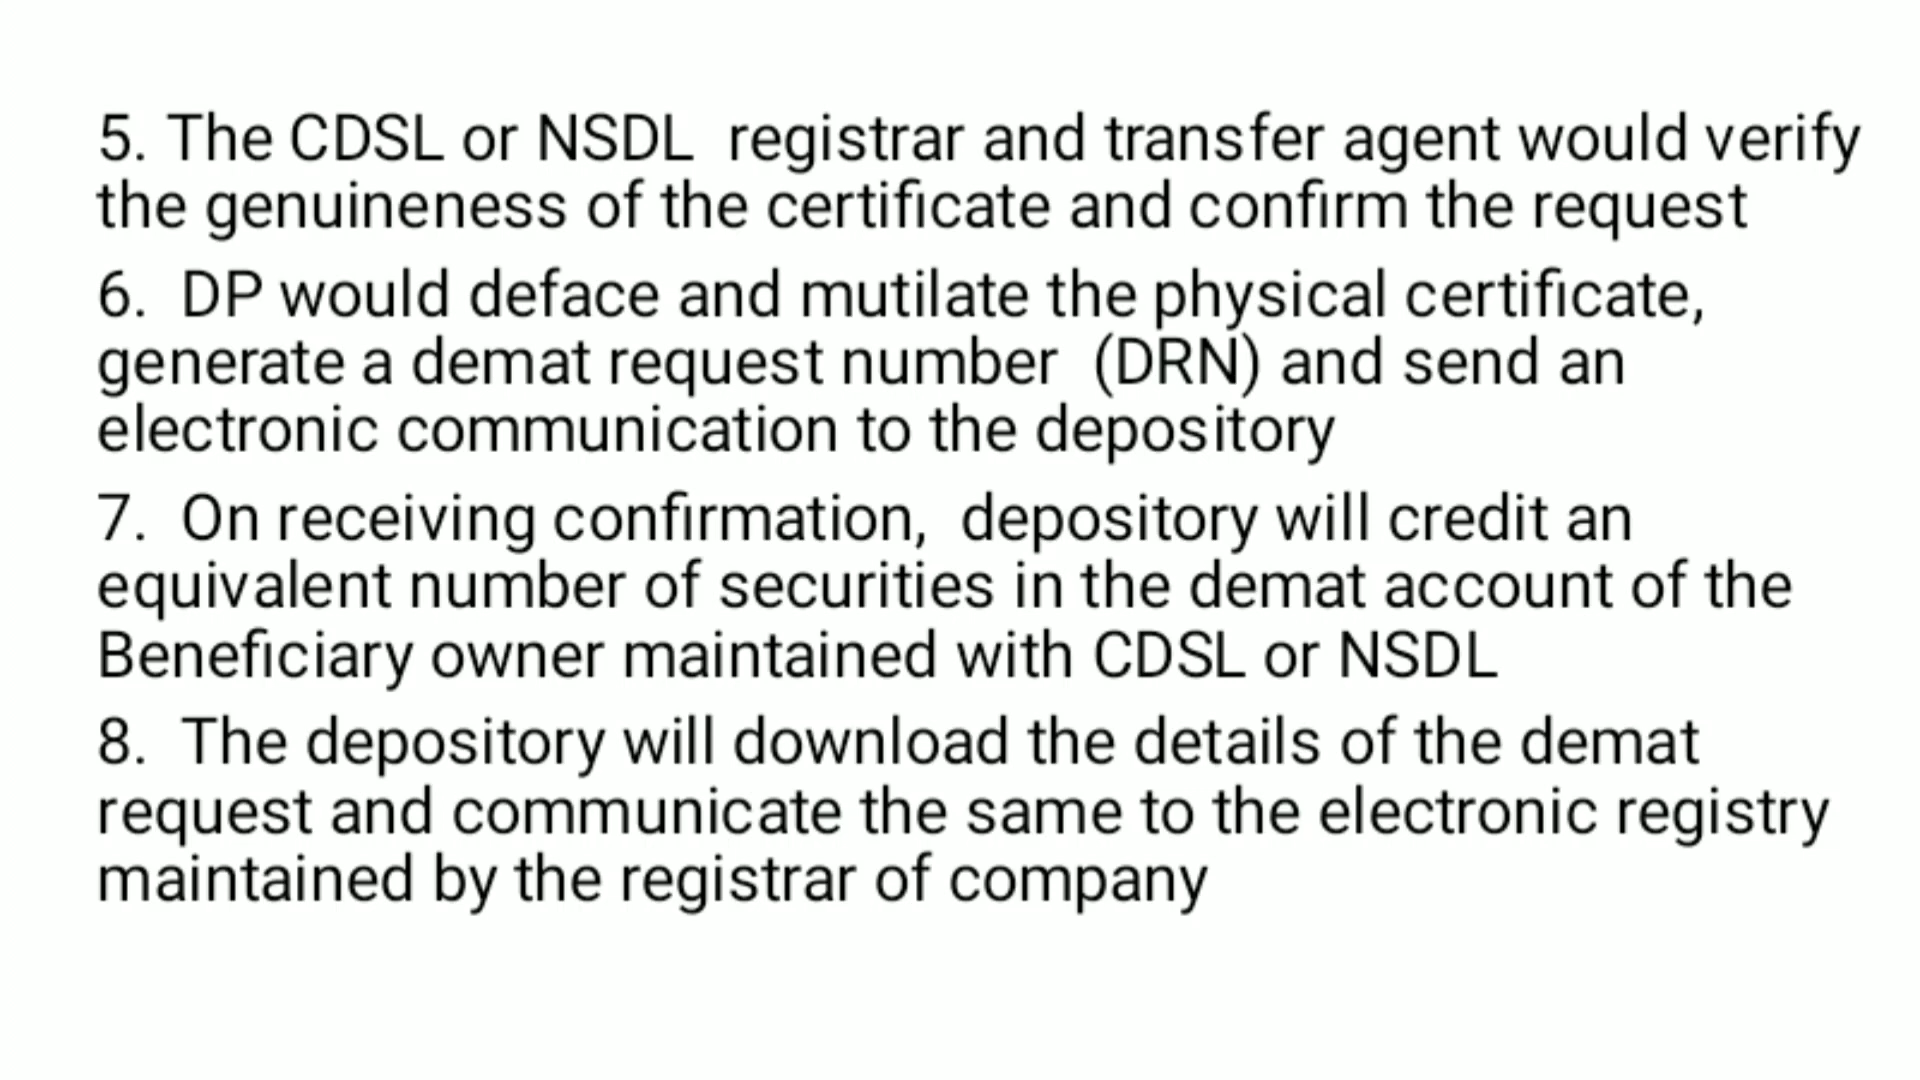 5. The CDSL or NSDL  registrar and transfer agent would verify
the genuineness of the certificate and confirm the request
6.  DP would deface and mutilate the physical certificate,
generate a demat request number  (DRN) and send an
electronic communication to the depository
7.  On receiving confirmation,  depository will credit an
equivalent number of securities in the demat account of the
Beneficiary owner maintained with CDSL or NSDL
8.  The depository will download the details of the demat
request and communicate the same to the electronic registry
maintained by the registrar of company